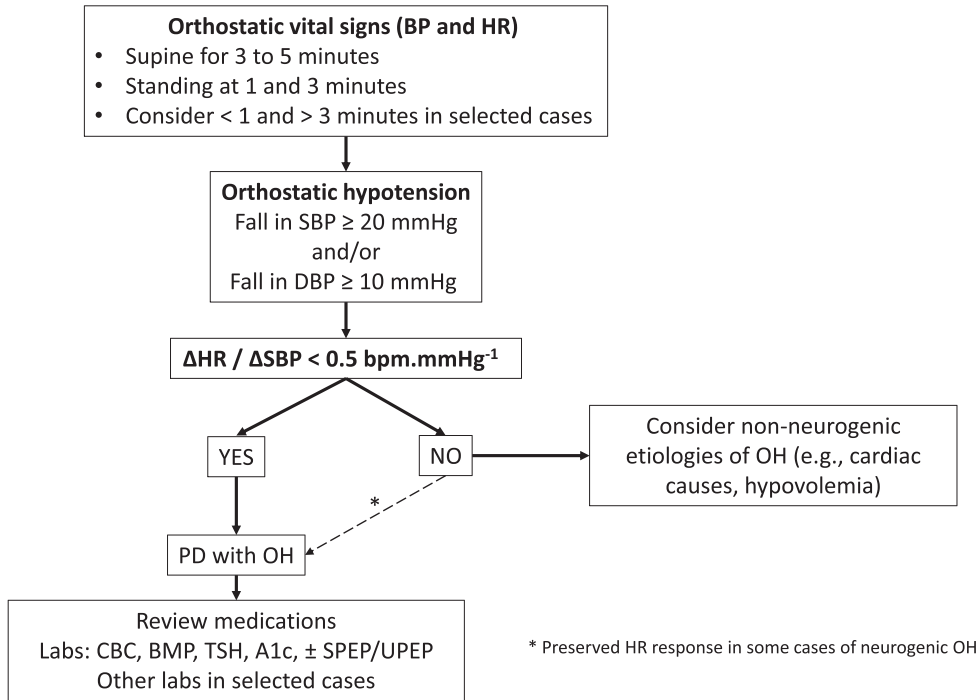 Orthostatic vital signs (BP and HR)
• Supine for 3 to 5 minutes
• Standing at 1 and 3 minutes
• Consider < 1 and > 3 minutes in selected cases
Orthostatic hypotension
Fall in SBP ≥ 20 mmHg
and/or
Fall in DBP ≥ 10 mmHg
ΔHR / ΔSBP < 0.5 bpm.mmHg⁻¹
YES
NO
Consider non-neurogenic
etiologies of OH (e.g., cardiac
causes, hypovolemia)
*
PD with OH
Review medications
Labs: CBC, BMP, TSH, A1c, ± SPEP/UPEP
Other labs in selected cases
* Preserved HR response in some cases of neurogenic OH